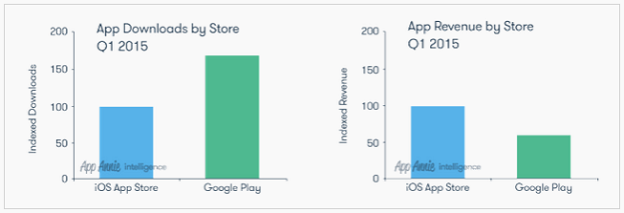 App Downloads by Store
Q1 2015
Indexed Downloads
200
150
100
50
0
App Annie Intelligence
iOS App Store
Google Play
App Revenue by Store
Q1 2015
Indexed Revenue
200
150
100
50
0
App Annie Intelligence
iOS App Store
Google Play